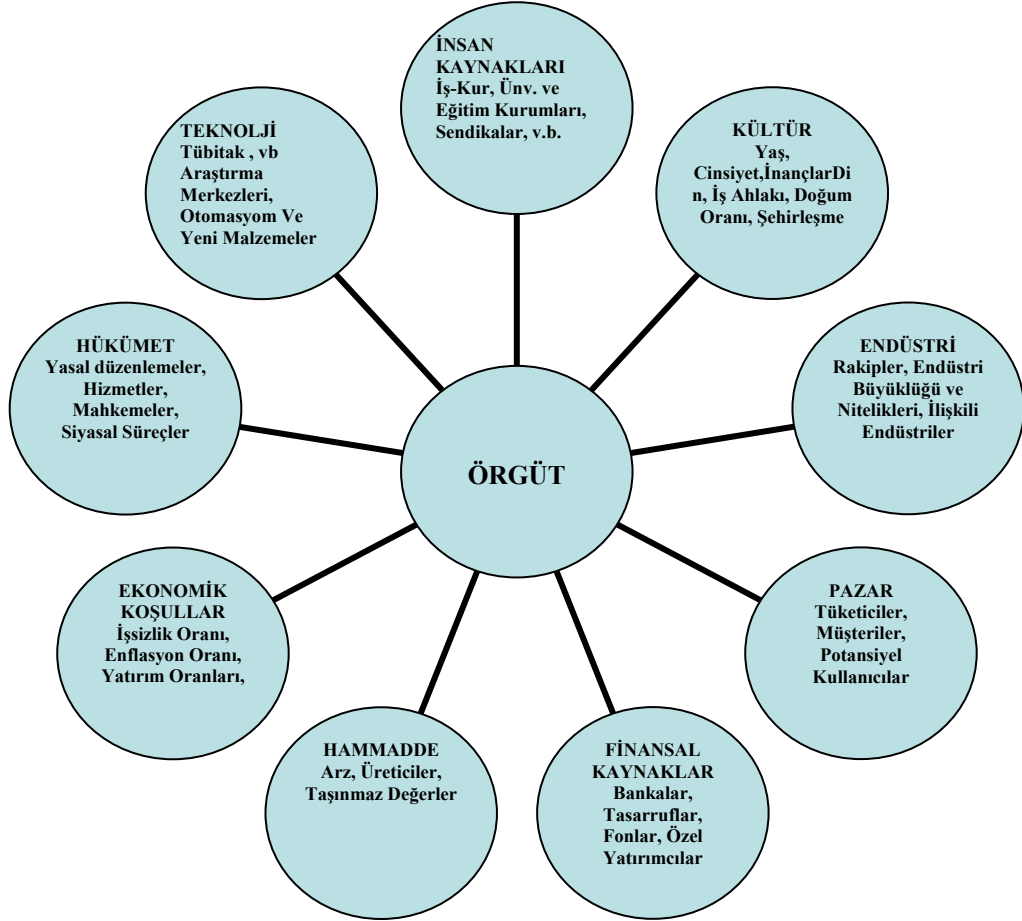 İNSAN
KAYNAKLARI
İş-Kur, Ünv. ve
Eğitim Kurumları,
Sendikalar, v.b.
KÜLTÜR
Yaş,
Cinsiyet,İnançlarDi
n, İş Ahlakı, Doğum
Oranı, Şehirleşme
ENDÜSTRİ
Rakipler, Endüstri
Büyüklüğü ve
Nitelikleri, İlişkili
Endüstriler
PAZAR
Tüketiciler,
Müşteriler,
Potansiyel
Kullanıcılar
FİNANSAL
KAYNAKLAR
Bankalar,
Tasarruflar,
Fonlar, Özel
Yatırımcılar
HAMMADDE
Arz, Üreticiler,
Taşınmaz Değerler
EKONOMİK
KOŞULLAR
İşsizlik Oranı,
Enflasyon Oranı,
Yatırım Oranları,
HÜKÜMET
Yasal düzenlemeler,
Hizmetler,
Mahkemeler,
Siyasal Süreçler
TEKNOLJİ
Tübitak , vb
Araştırma
Merkezleri,
Otomasyom Ve
Yeni Malzemeler
ÖRGÜT